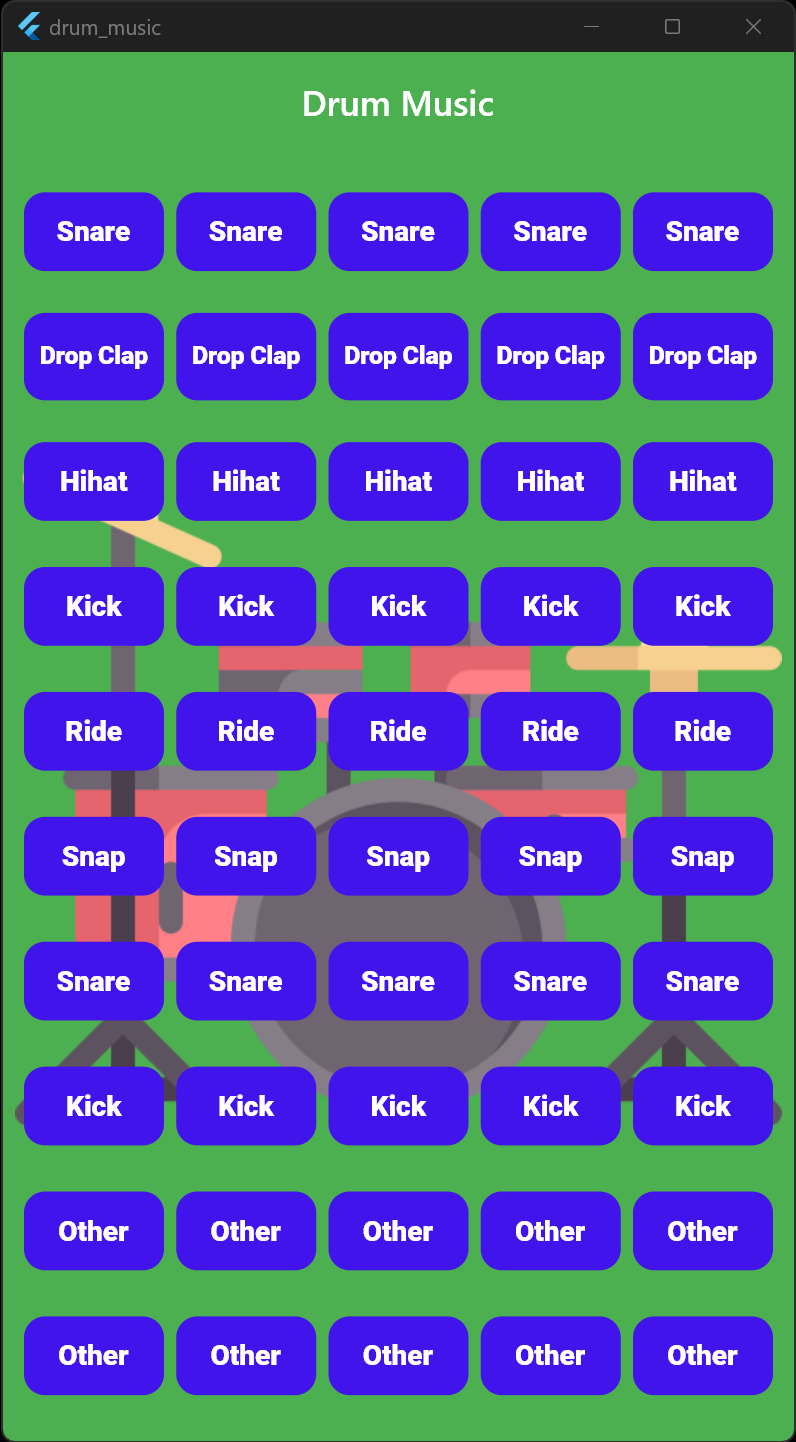 drum_music
Drum Music
Snare Snare Snare Snare Snare
Drop Clap Drop Clap Drop Clap Drop Clap Drop Clap
Hihat Hihat Hihat Hihat Hihat
Kick Kick Kick Kick Kick
Ride Ride Ride Ride Ride
Snap Snap Snap Snap Snap
Snare Snare Snare Snare Snare
Kick Kick Kick Kick Kick
Other Other Other Other Other
Other Other Other Other Other